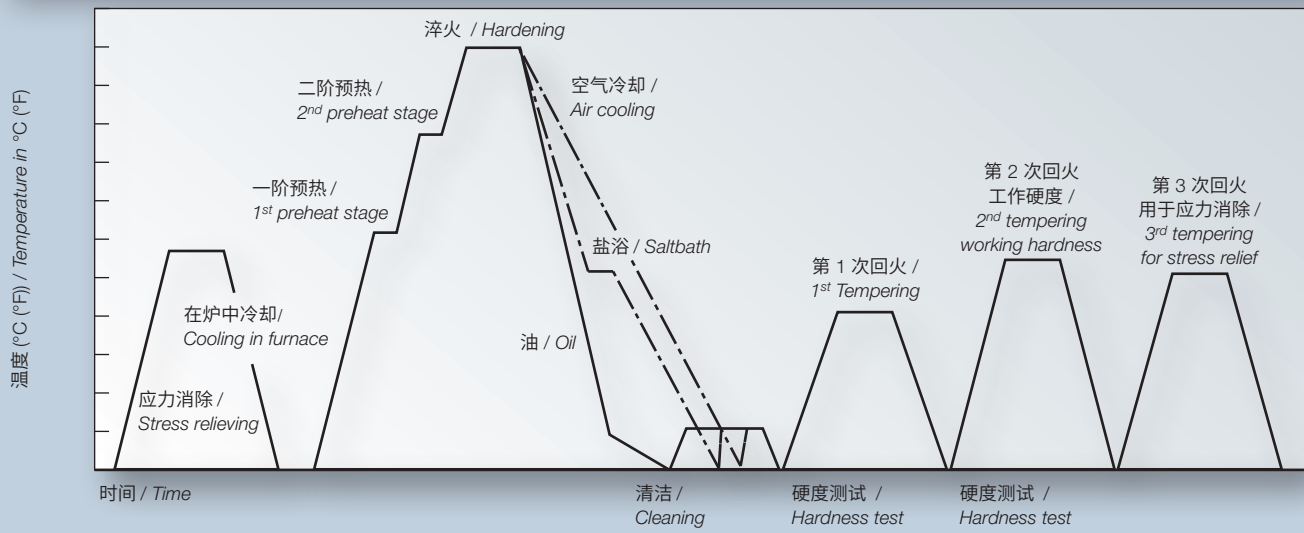 温度 (°C (°F)) / Temperature in °C (°F)
淬火 / Hardening
二阶预热 /
2nd preheat stage
空气冷却 /
Air cooling
一阶预热 /
1st preheat stage
盐浴 / Saltbath
第 2 次回火
工作硬度 /
2nd tempering
working hardness
第 3 次回火
用于应力消除 /
3rd tempering
for stress relief
第 1 次回火 /
1st Tempering
在炉中冷却/
Cooling in furnace
油 / Oil
应力消除 /
Stress relieving
时间 / Time
清洁 /
Cleaning
硬度测试 /
Hardness test
硬度测试 /
Hardness test